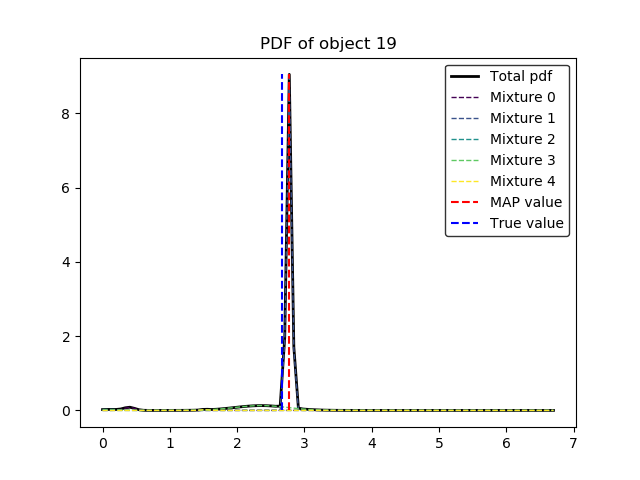 PDF of object 19
Total pdf
Mixture 0
Mixture 1
Mixture 2
Mixture 3
Mixture 4
MAP value
True value
8
6
4
2
0
0 1 2 3 4 5 6 7